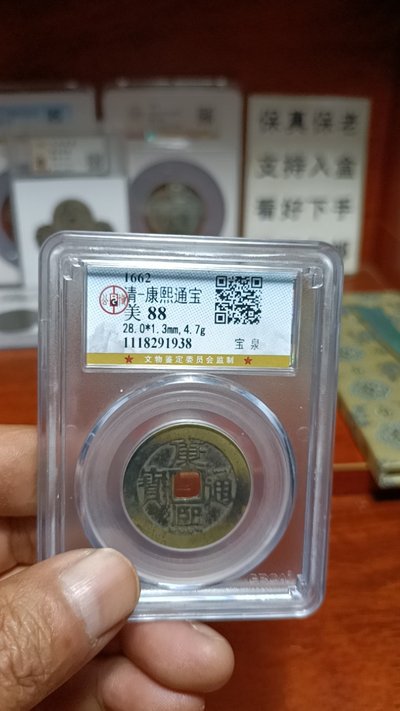 保真保老
支持入盒
看好下手
1662
清-康熙通宝
美 88
28.0*1.3mm,4.7g
1118291938
宝 泉
★ 文物鉴定委员会监制 ★
康
寶 通
熙